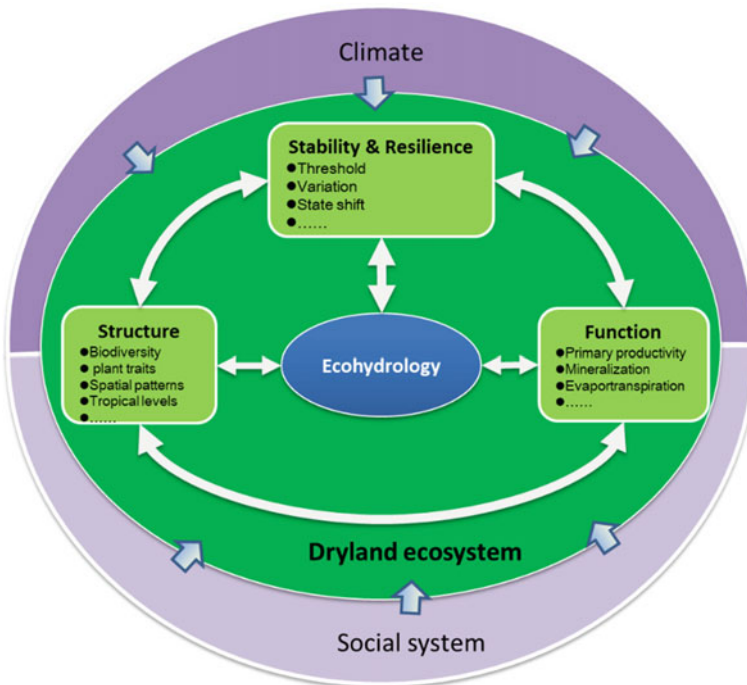 Climate
Stability & Resilience
●Threshold
●Variation
●State shift
●......
Structure
●Biodiversity
● plant traits
●Spatial patterns
●Tropical levels
●......
Ecohydrology
Function
●Primary productivity
●Mineralization
●Evaportranspiration
●......
Dryland ecosystem
Social system